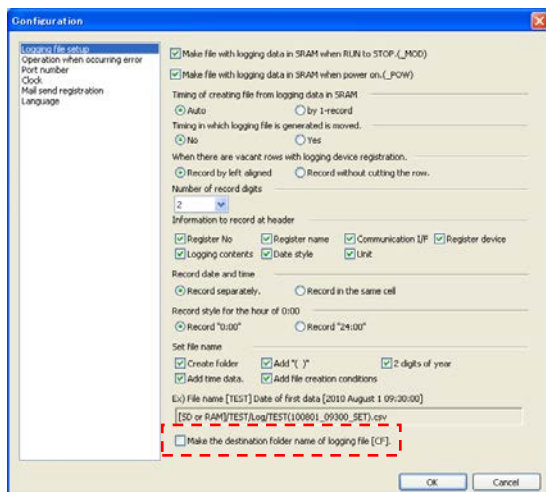 Configuration
Logging file setup
Operation when occurring error
Port number
Clock
Mail send registration
Language
Make file with logging data in SRAM when RUN to STOP.(_MOD)
Make file with logging data in SRAM when power on.(_POW)
Timing of creating file from logging data in SRAM
Auto by 1-record
Timing in which logging file is generated is moved.
No Yes
When there are vacant rows with logging device registration.
Record by left aligned Record without cutting the row.
Number of record digits
2
Information to record at header
Register No Register name Communication I/F Register device
Logging contents Date style Unit
Record date and time
Record separately. Record in the same cell
Record style for the hour of 0:00
Record "0:00" Record "24:00"
Set file name
Create folder Add "( )" 2 digits of year
Add time data. Add file creation conditions
Ex) File name [TEST] Date of first data [2010 August 1 09:30:00]
[SD or RAM]/TEST/Log/TEST(100801_09300_SET).csv
Make the destination folder name of logging file [CF].
OK Cancel